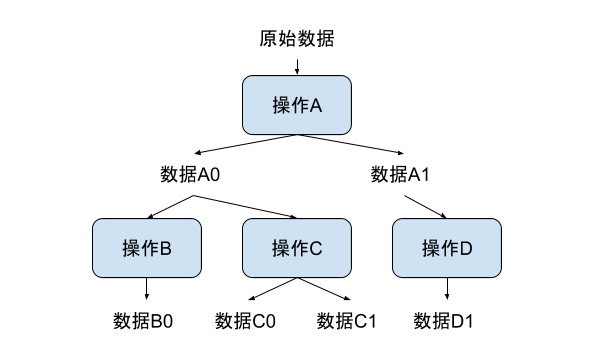 原始数据
操作A
数据A0
数据A1
操作B
操作C
操作D
数据B0
数据C0
数据C1
数据D1